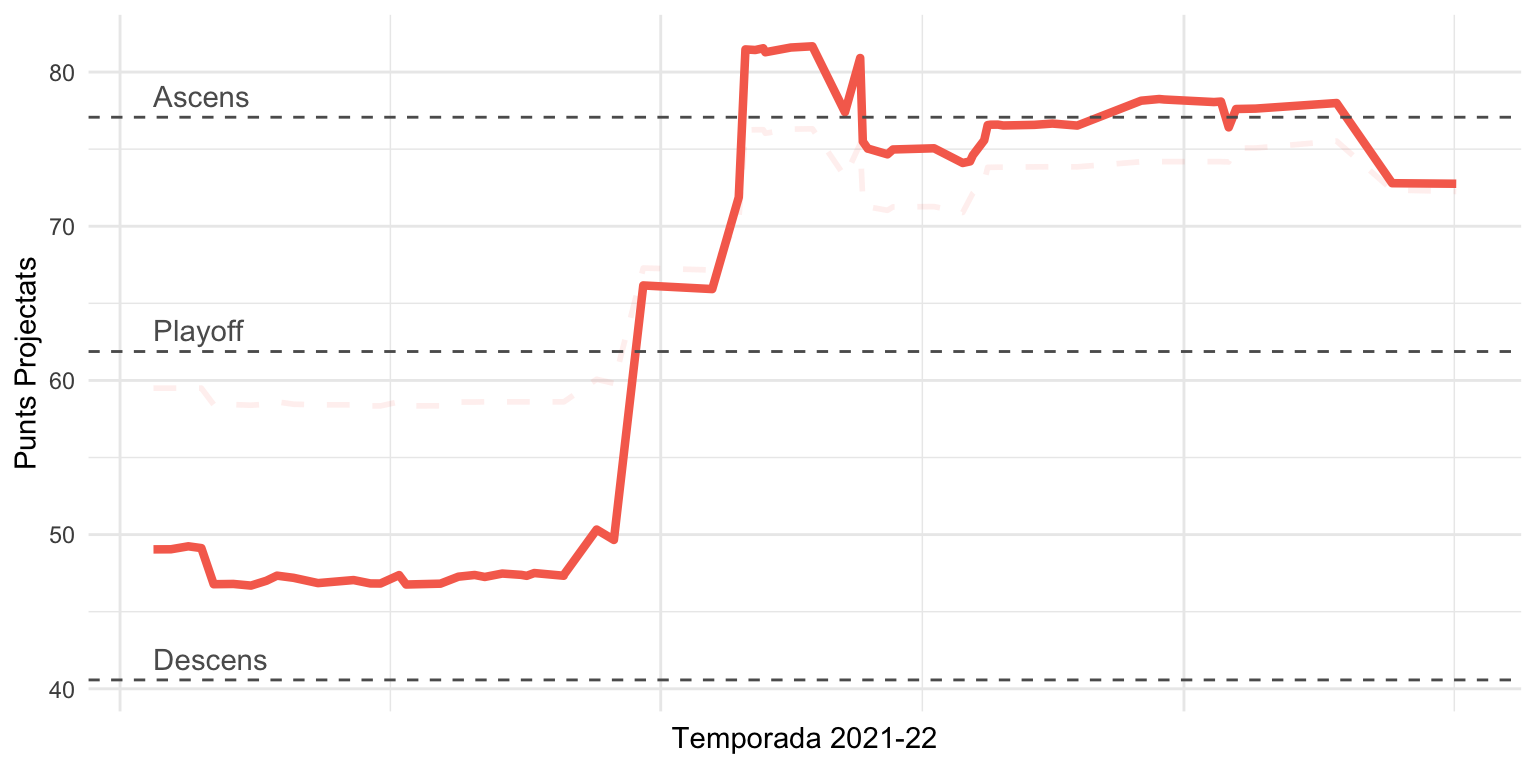 80
Ascens
70
Playoff
60
50
Descens
40
Punts Projectats
Temporada 2021-22